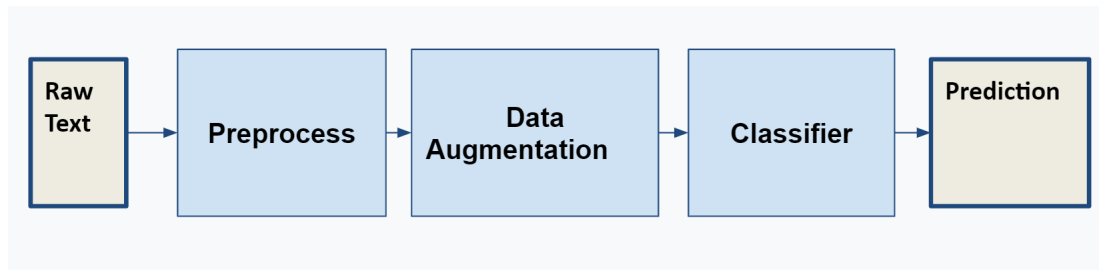 Raw
Text
Preprocess
Data
Augmentation
Classifier
Prediction